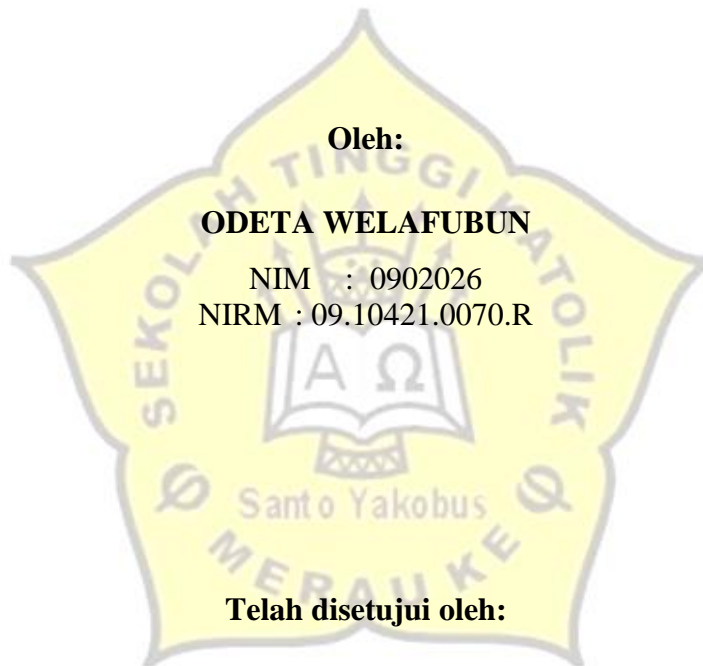 Oleh:
SEKOLAH TINGGI KATOLIK
ODETA WELAFUBUN
NIM : 0902026
NIRM : 09.10421.0070.R
Α Ω
Santo Yakobus
MERAUKE
Telah disetujui oleh: